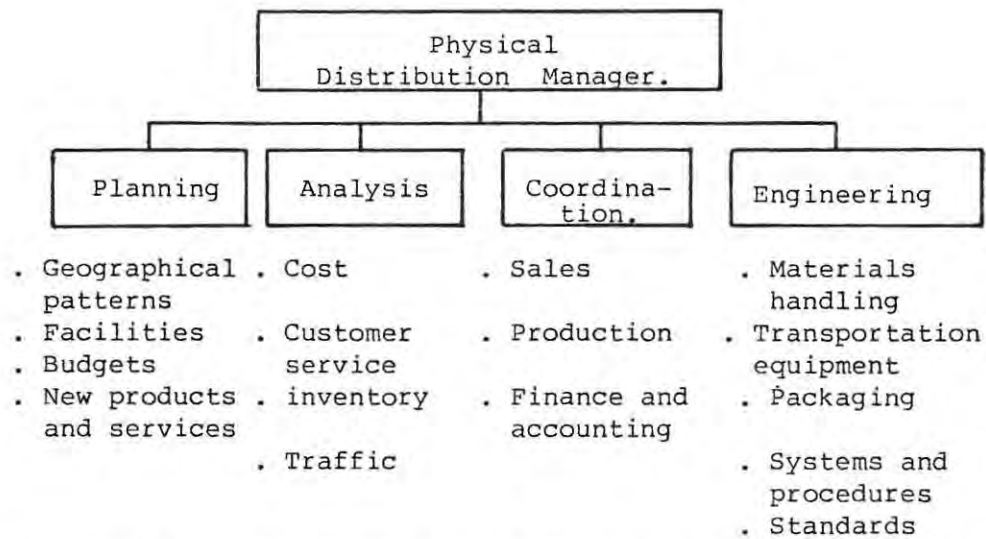 Physical
Distribution Manager.
Planning
Analysis
Coordina-
tion.
Engineering
. Geographical
patterns
. Facilities
. Budgets
. New products
and services
. Cost
. Customer
service
. inventory
. Traffic
. Sales
. Production
. Finance and
accounting
. Materials
handling
. Transportation
equipment
. Packaging
. Systems and
procedures
. Standards